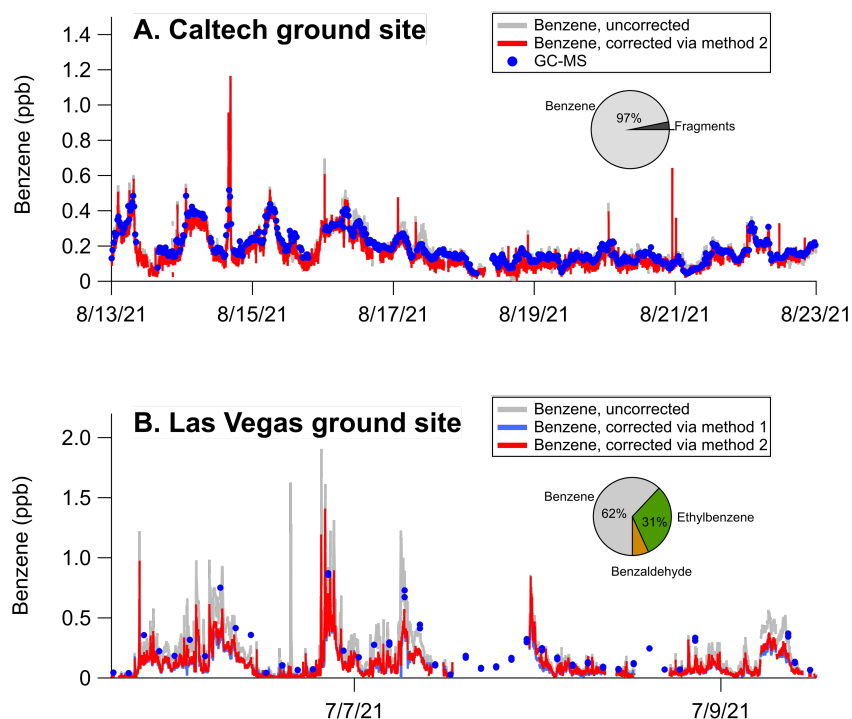 A. Caltech ground site
Benzene, uncorrected
Benzene, corrected via method 2
GC-MS
Benzene
97%
Fragments
Benzene (ppb)
1.4
1.2
1.0
0.8
0.6
0.4
0.2
0
8/13/21 8/15/21 8/17/21 8/19/21 8/21/21 8/23/21
B. Las Vegas ground site
Benzene, uncorrected
Benzene, corrected via method 1
Benzene, corrected via method 2
Benzene
62%
31%
Ethylbenzene
Benzaldehyde
Benzene (ppb)
2.0
1.5
1.0
0.5
0.0
7/7/21 7/9/21